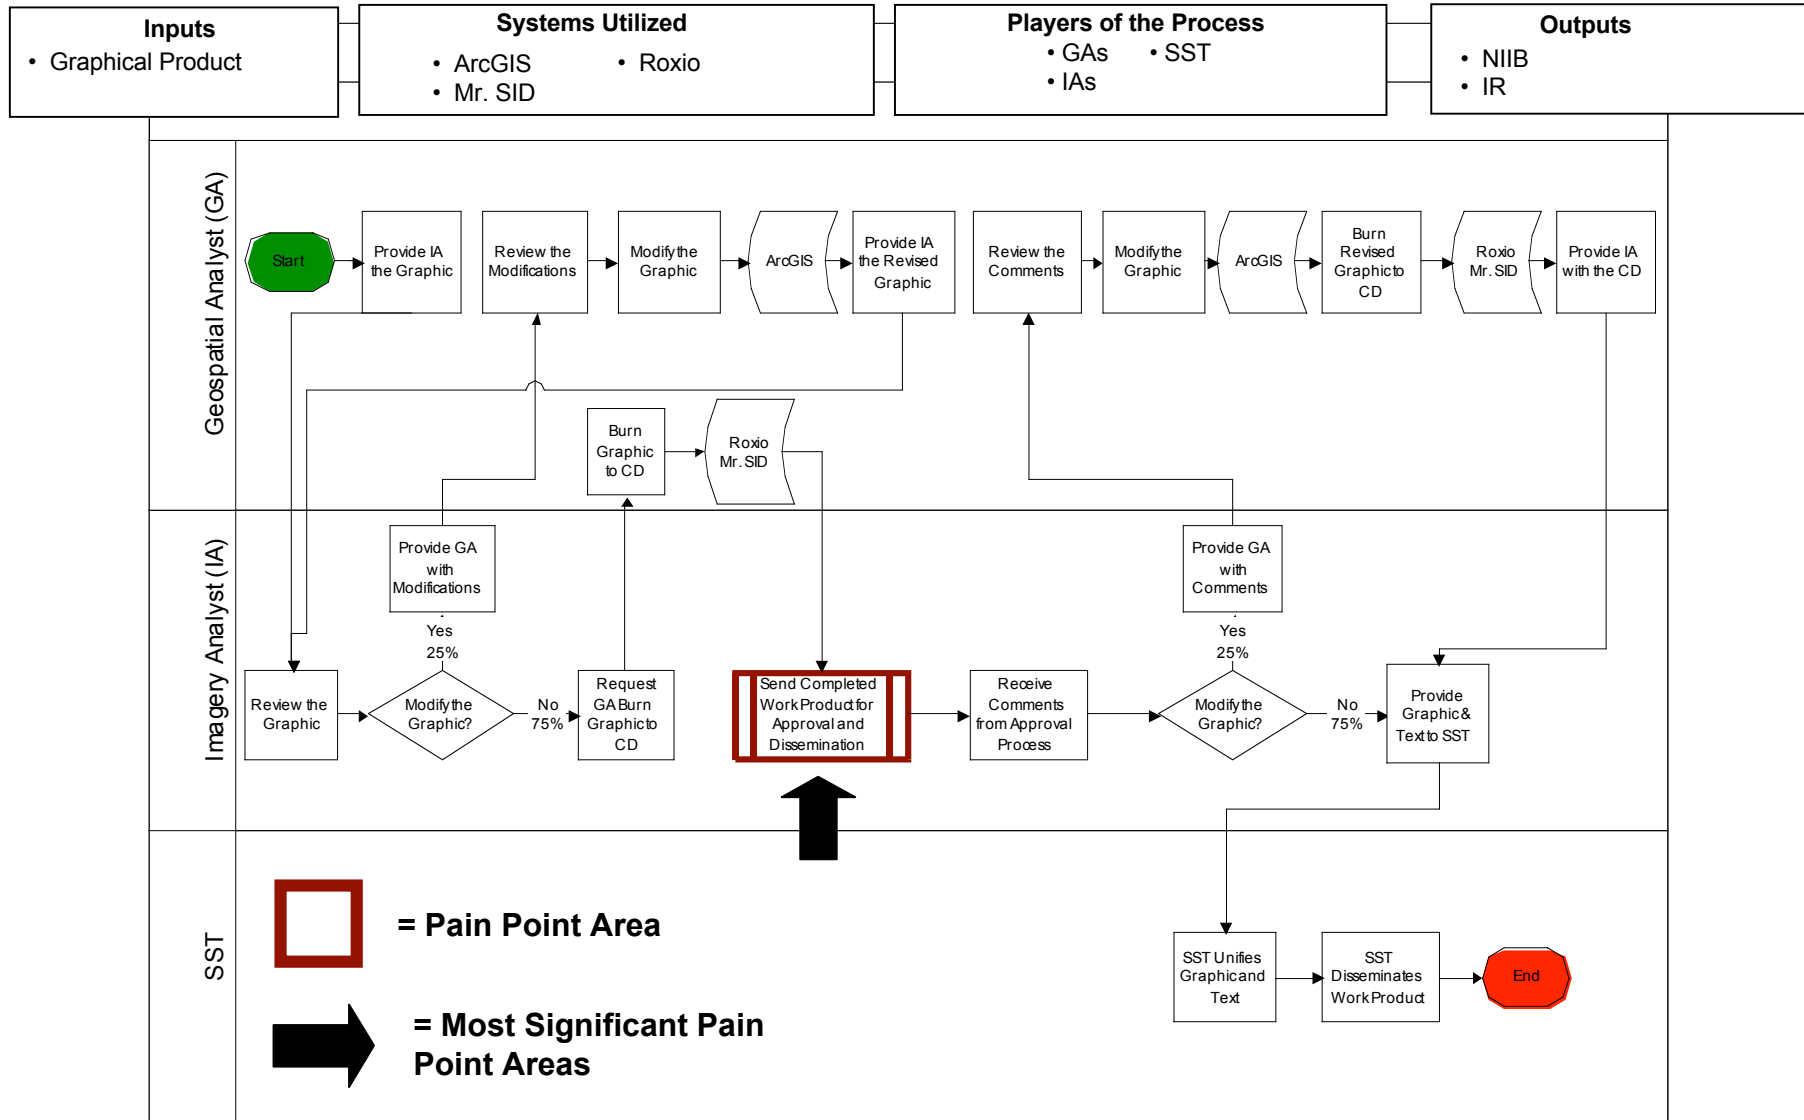 Inputs
• Graphical Product
Systems Utilized
• ArcGIS
• Roxio
• Mr. SID
Players of the Process
• GAs
• SST
• IAs
Outputs
• NIIB
• IR
Geospatial Analyst (GA)
Start
Provide IA
the Graphic
Review the
Modifications
Modify the
Graphic
ArcGIS
Provide IA
the Revised
Graphic
Review the
Comments
Modify the
Graphic
ArcGIS
Burn
Revised
Graphic to
CD
Roxio
Mr. SID
Provide IA
with the CD
Burn
Graphic
to CD
Roxio
Mr. SID
Imagery Analyst (IA)
Provide GA
with
Modifications
Yes
25%
Review the
Graphic
Modify the
Graphic?
No
75%
Request
GA Burn
Graphic to
CD
Send Completed
Work Product for
Approval and
Dissemination
Receive
Comments
from Approval
Process
Provide GA
with
Comments
Yes
25%
Modify the
Graphic?
No
75%
Provide
Graphic &
Text to SST
SST
SST Unifies
Graphic and
Text
SST
Disseminates
Work Product
End
= Pain Point Area
= Most Significant Pain
Point Areas